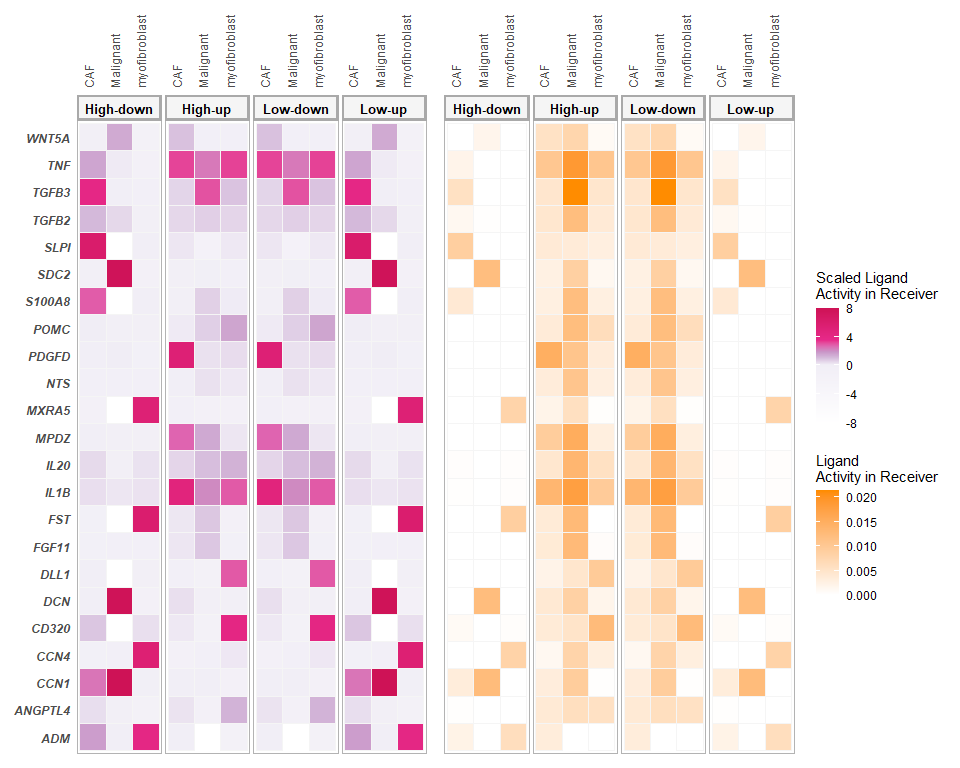 CAF Malignant myofibroblast CAF Malignant myofibroblast CAF Malignant myofibroblast CAF Malignant myofibroblast CAF Malignant myofibroblast CAF Malignant myofibroblast CAF Malignant myofibroblast CAF Malignant myofibroblast
High-down High-up Low-down Low-up High-down High-up Low-down Low-up
WNT5A
TNF
TGFB3
TGFB2
SLPI
SDC2
S100A8
POMC
PDGFD
NTS
MXRA5
MPDZ
IL20
IL1B
FST
FGF11
DLL1
DCN
CD320
CCN4
CCN1
ANGPTL4
ADM
Scaled Ligand
Activity in Receiver
8
4
0
-4
-8
Ligand
Activity in Receiver
0.020
0.015
0.010
0.005
0.000